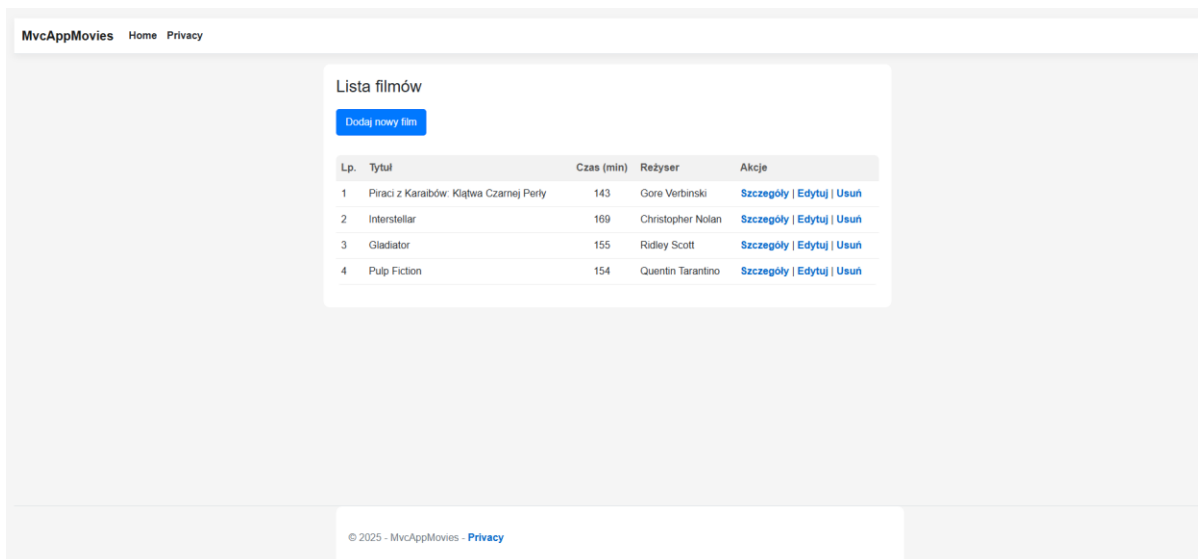 MvcAppMovies Home Privacy
Lista filmów
Dodaj nowy film
Lp. Tytuł Czas (min) Reżyser Akcje
1 Piraci z Karaibów: Klątwa Czarnej Perły 143 Gore Verbinski Szczegóły | Edytuj | Usuń
2 Interstellar 169 Christopher Nolan Szczegóły | Edytuj | Usuń
3 Gladiator 155 Ridley Scott Szczegóły | Edytuj | Usuń
4 Pulp Fiction 154 Quentin Tarantino Szczegóły | Edytuj | Usuń
© 2025 - MvcAppMovies - Privacy